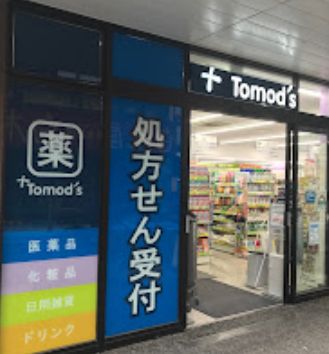 Tomod's
薬
Tomod's
処方せん受付
医薬品
化粧品
日用雑貨
ドリンク